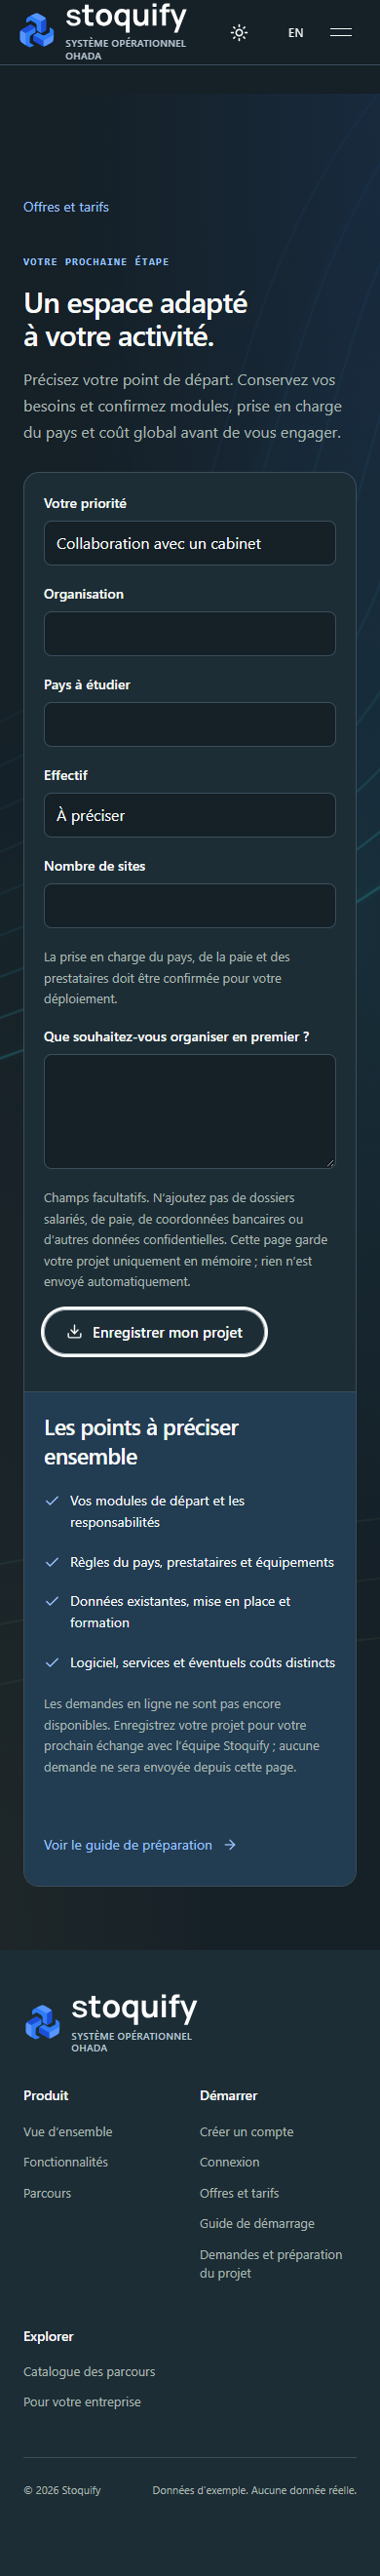 stoquify
SYSTÈME OPÉRATIONNEL
OHADA
EN
Offres et tarifs
VOTRE PROCHAINE ÉTAPE
Un espace adapté
à votre activité.
Précisez votre point de départ. Conservez vos
besoins et confirmez modules, prise en charge
du pays et coût global avant de vous engager.
Votre priorité
Collaboration avec un cabinet
Organisation
Pays à étudier
Effectif
À préciser
Nombre de sites
La prise en charge du pays, de la paie et des
prestataires doit être confirmée pour votre
déploiement.
Que souhaitez-vous organiser en premier ?
Champs facultatifs. N'ajoutez pas de dossiers
salariés, de paie, de coordonnées bancaires ou
d'autres données confidentielles. Cette page garde
votre projet uniquement en mémoire ; rien n'est
envoyé automatiquement.
Enregistrer mon projet
Les points à préciser
ensemble
Vos modules de départ et les
responsabilités
Règles du pays, prestataires et équipements
Données existantes, mise en place et
formation
Logiciel, services et éventuels coûts distincts
Les demandes en ligne ne sont pas encore
disponibles. Enregistrez votre projet pour votre
prochain échange avec l'équipe Stoquify ; aucune
demande ne sera envoyée depuis cette page.
Voir le guide de préparation
stoquify
SYSTÈME OPÉRATIONNEL
OHADA
Produit
Vue d'ensemble
Fonctionnalités
Parcours
Démarrer
Créer un compte
Connexion
Offres et tarifs
Guide de démarrage
Demandes et préparation
du projet
Explorer
Catalogue des parcours
Pour votre entreprise
© 2026 Stoquify
Données d'exemple. Aucune donnée réelle.